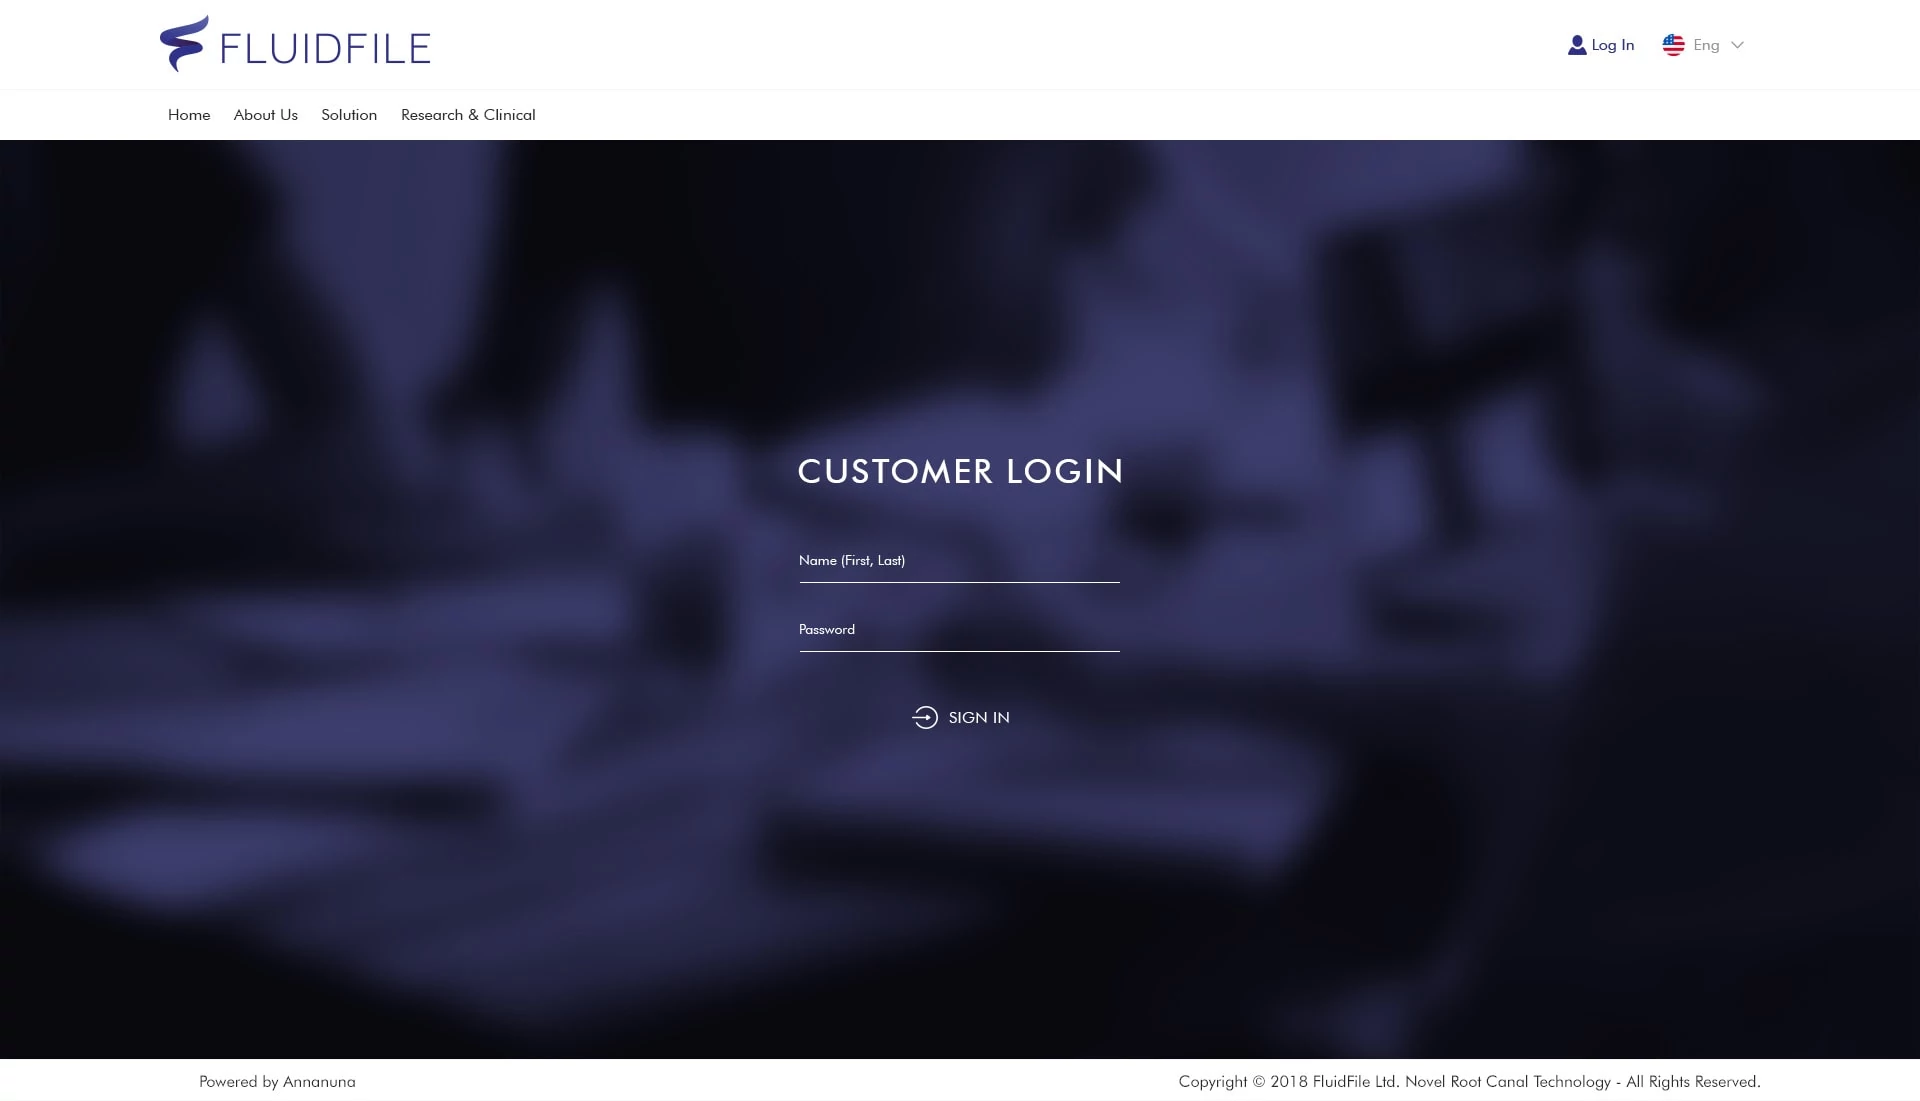 FLUIDFILE
Log In
Eng
Home
About Us
Solution
Research & Clinical
CUSTOMER LOGIN
Name (First, Last)
Password
SIGN IN
Powered by Annanuna
Copyright © 2018 FluidFile Ltd. Novel Root Canal Technology - All Rights Reserved.